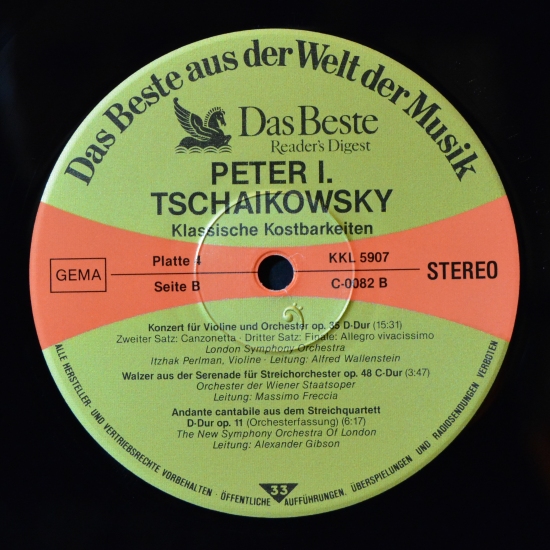 Das Beste aus der Welt der Musik
Das Beste
Reader's Digest
PETER I.
TSCHAIKOWSKY
Klassische Kostbarkeiten
Platte 4
KKL 5907
GEMA
STEREO
Seite B
C-0082 B
Konzert für Violine und Orchester op. 35 D-Dur (15:31)
Zweiter Satz: Canzonetta · Dritter Satz: Finale: Allegro vivacissimo
London Symphony Orchestra
Itzhak Perlman, Violine · Leitung: Alfred Wallenstein
Walzer aus der Serenade für Streichorchester op. 48 C-Dur (3:47)
Orchester der Wiener Staatsoper
Leitung: Massimo Freccia
Andante cantabile aus dem Streichquartett
D-Dur op. 11 (Orchesterfassung) (6:17)
The New Symphony Orchestra Of London
Leitung: Alexander Gibson
ALLE HERSTELLER- UND VERTRIEBSRECHTE VORBEHALTEN · ÖFFENTLICHE AUFFÜHRUNGEN, ÜBERSPIELUNGEN UND RADIOSENDUNGEN VERBOTEN
33